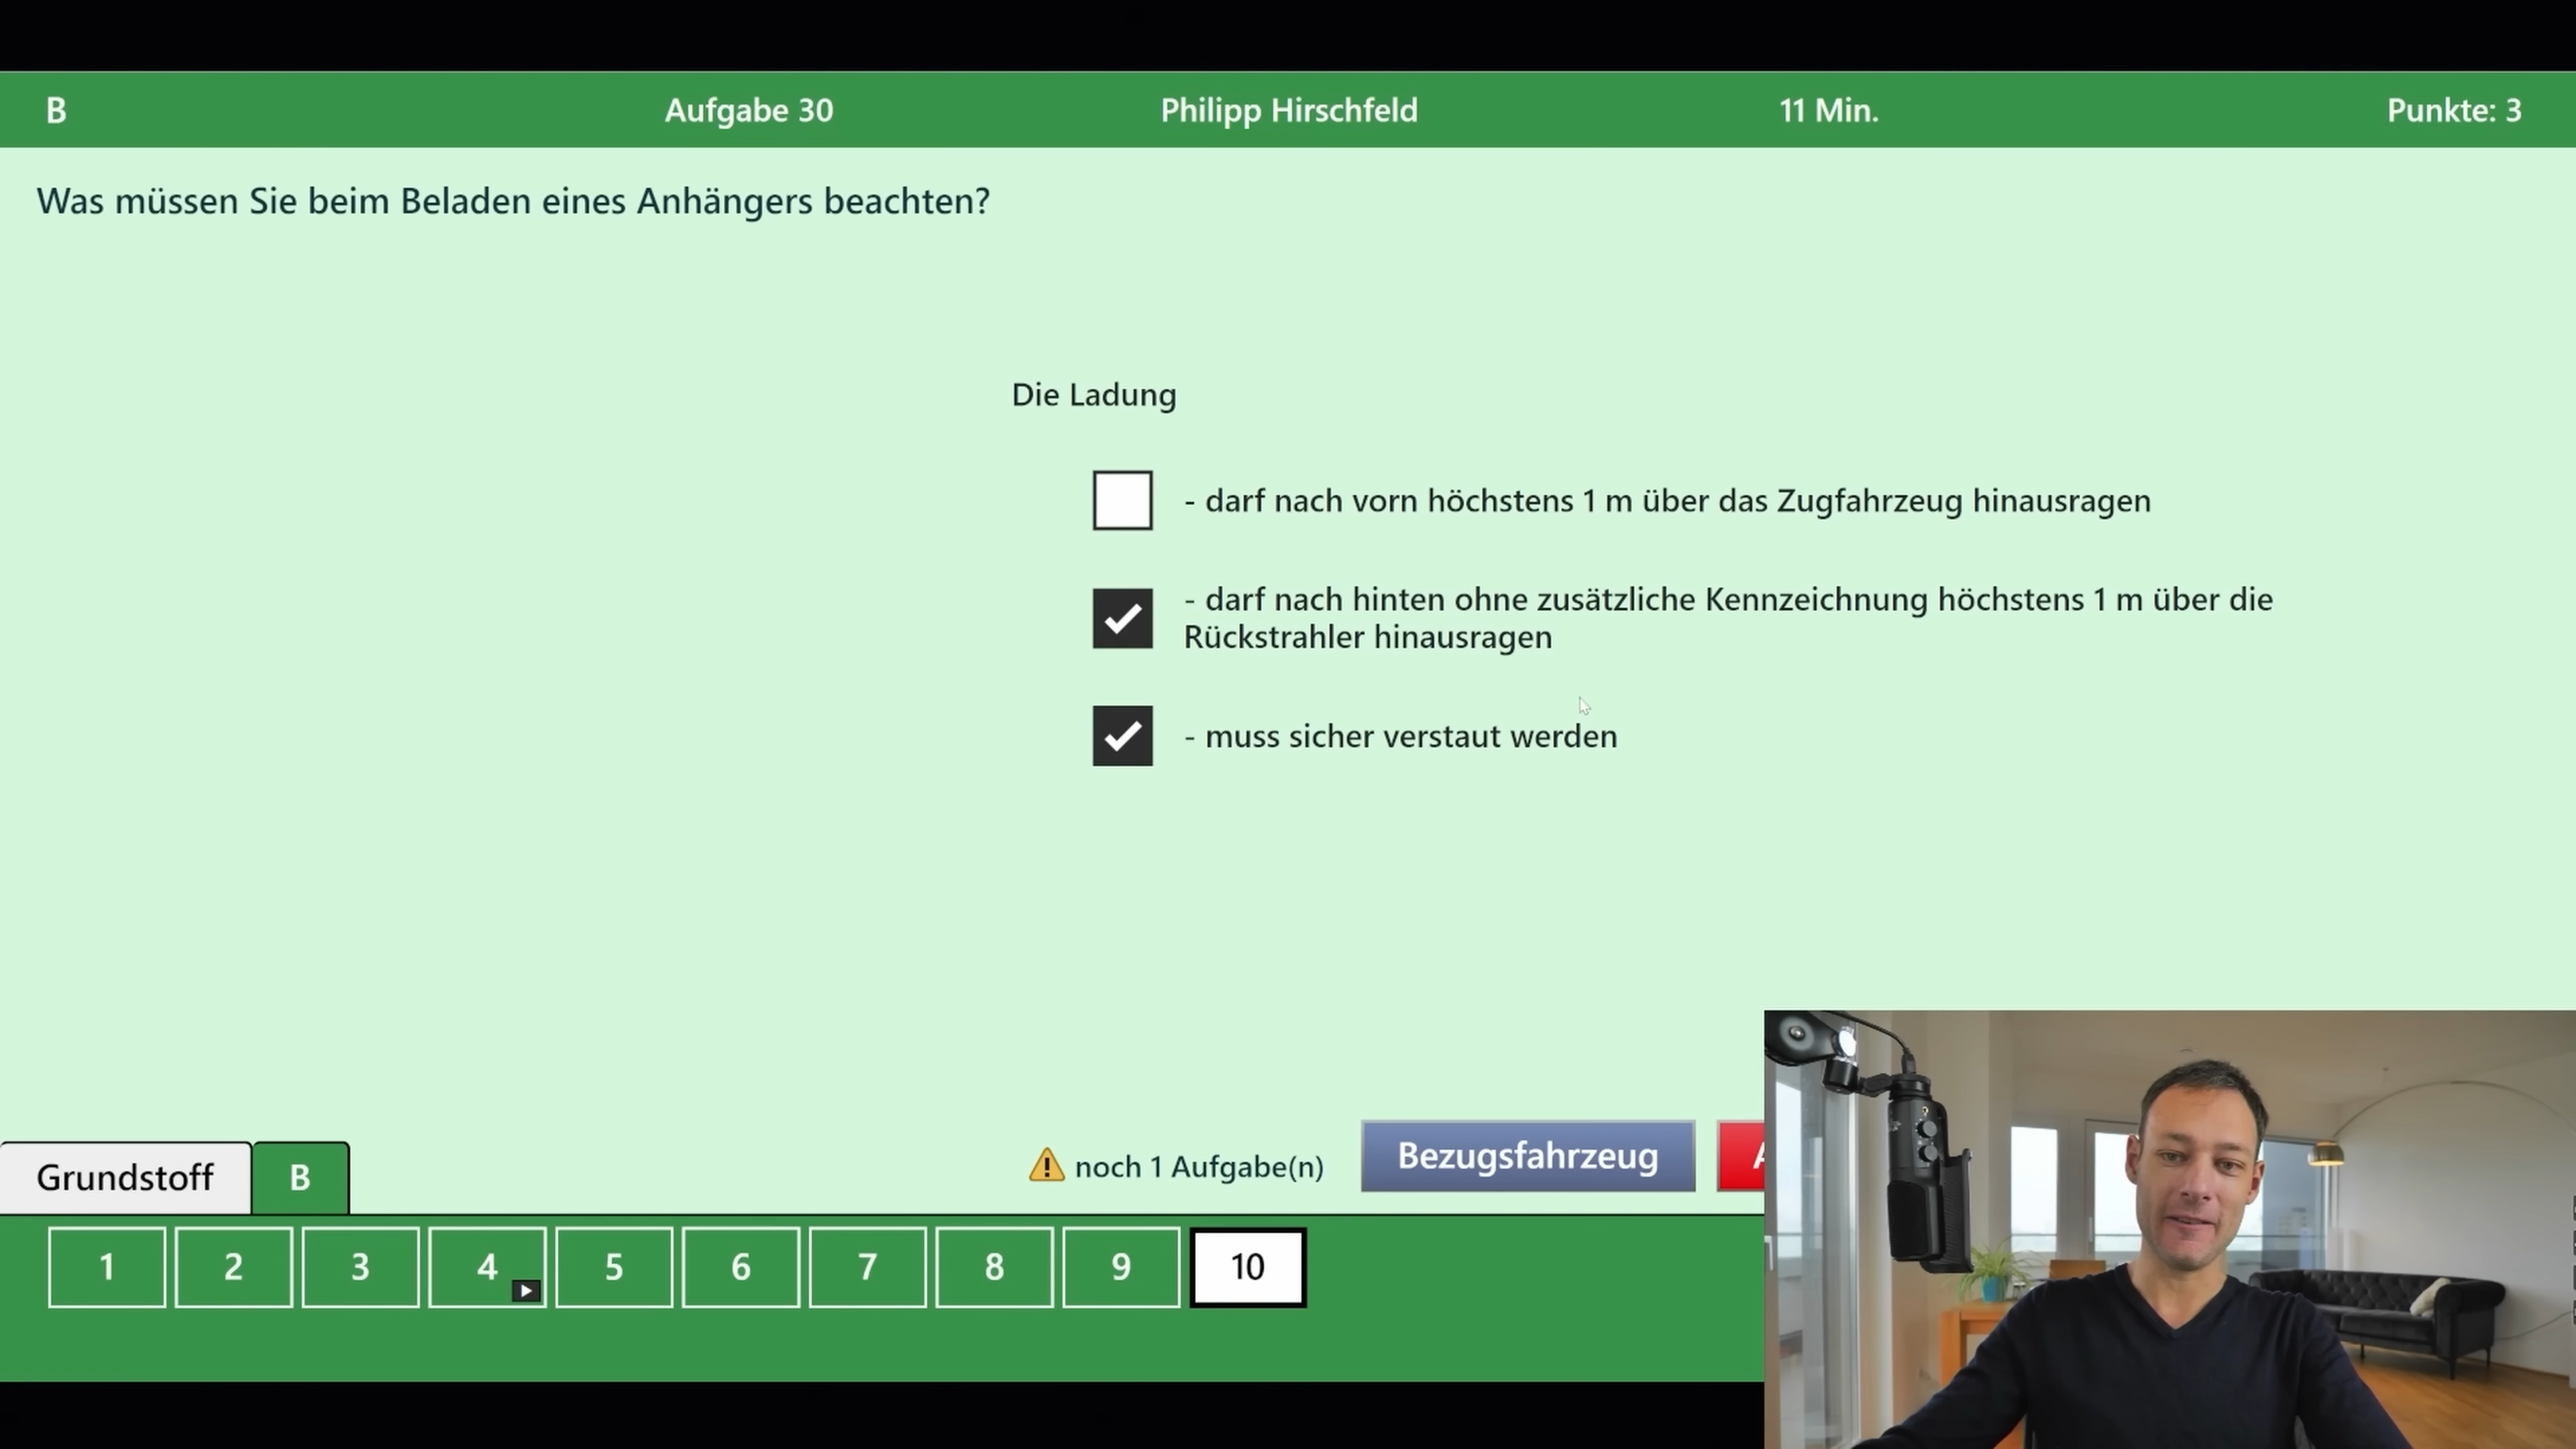 B Aufgabe 30 Philipp Hirschfeld 11 Min. Punkte: 3
Was müssen Sie beim Beladen eines Anhängers beachten?
Die Ladung
- darf nach vorn höchstens 1 m über das Zugfahrzeug hinausragen
- darf nach hinten ohne zusätzliche Kennzeichnung höchstens 1 m über die
Rückstrahler hinausragen
- muss sicher verstaut werden
noch 1 Aufgabe(n) Bezugsfahrzeug
Grundstoff B
1 2 3 4 5 6 7 8 9 10